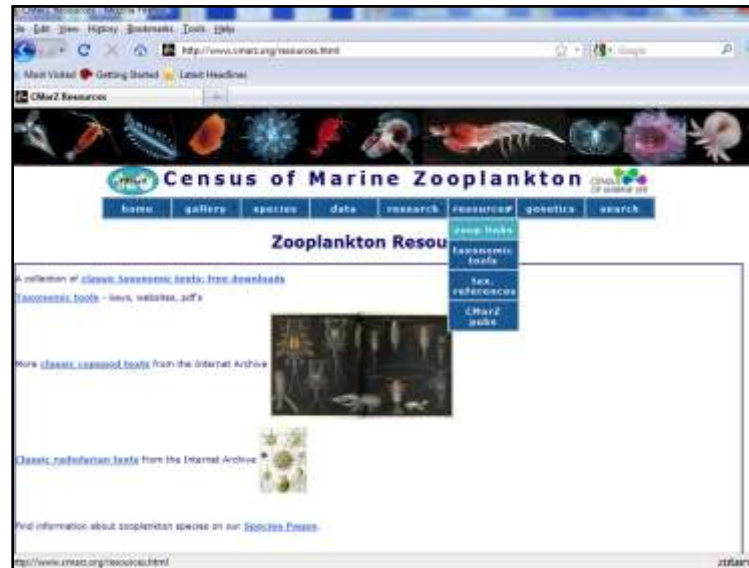 File Edit View History Bookmarks Tools Help
http://www.cmarz.org/resources.html
Google
Most Visited Getting Started Latest Headlines
CMarZ Resources
Census of Marine Zooplankton
home gallery species data research resources genetics search
zoop links
taxonomic
tools
tax.
references
CMarZ
pubs
Zooplankton Resou
A collection of classic taxonomic texts: free downloads
Taxonomic tools - keys, websites, pdf's
More classic copepod texts from the Internet Archive
Classic radiolarian texts from the Internet Archive
Find information about zooplankton species on our Species Pages.
http://www.cmarz.org/resources.html